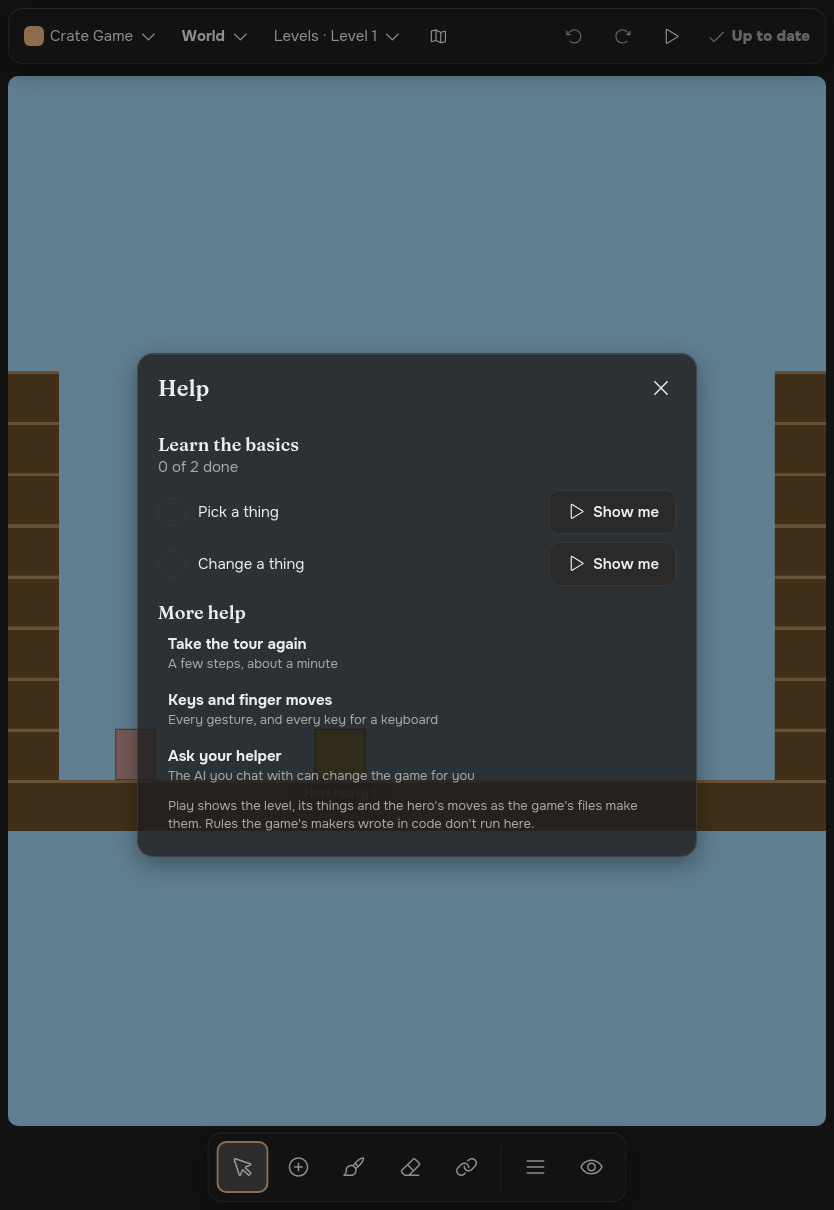 Crate Game
World
Levels · Level 1
Up to date
Help
Learn the basics
0 of 2 done
Pick a thing
Show me
Change a thing
Show me
More help
Take the tour again
A few steps, about a minute
Keys and finger moves
Every gesture, and every key for a keyboard
Ask your helper
The AI you chat with can change the game for you
How heavy 1
Play shows the level, its things and the hero's moves as the game's files make
them. Rules the game's makers wrote in code don't run here.